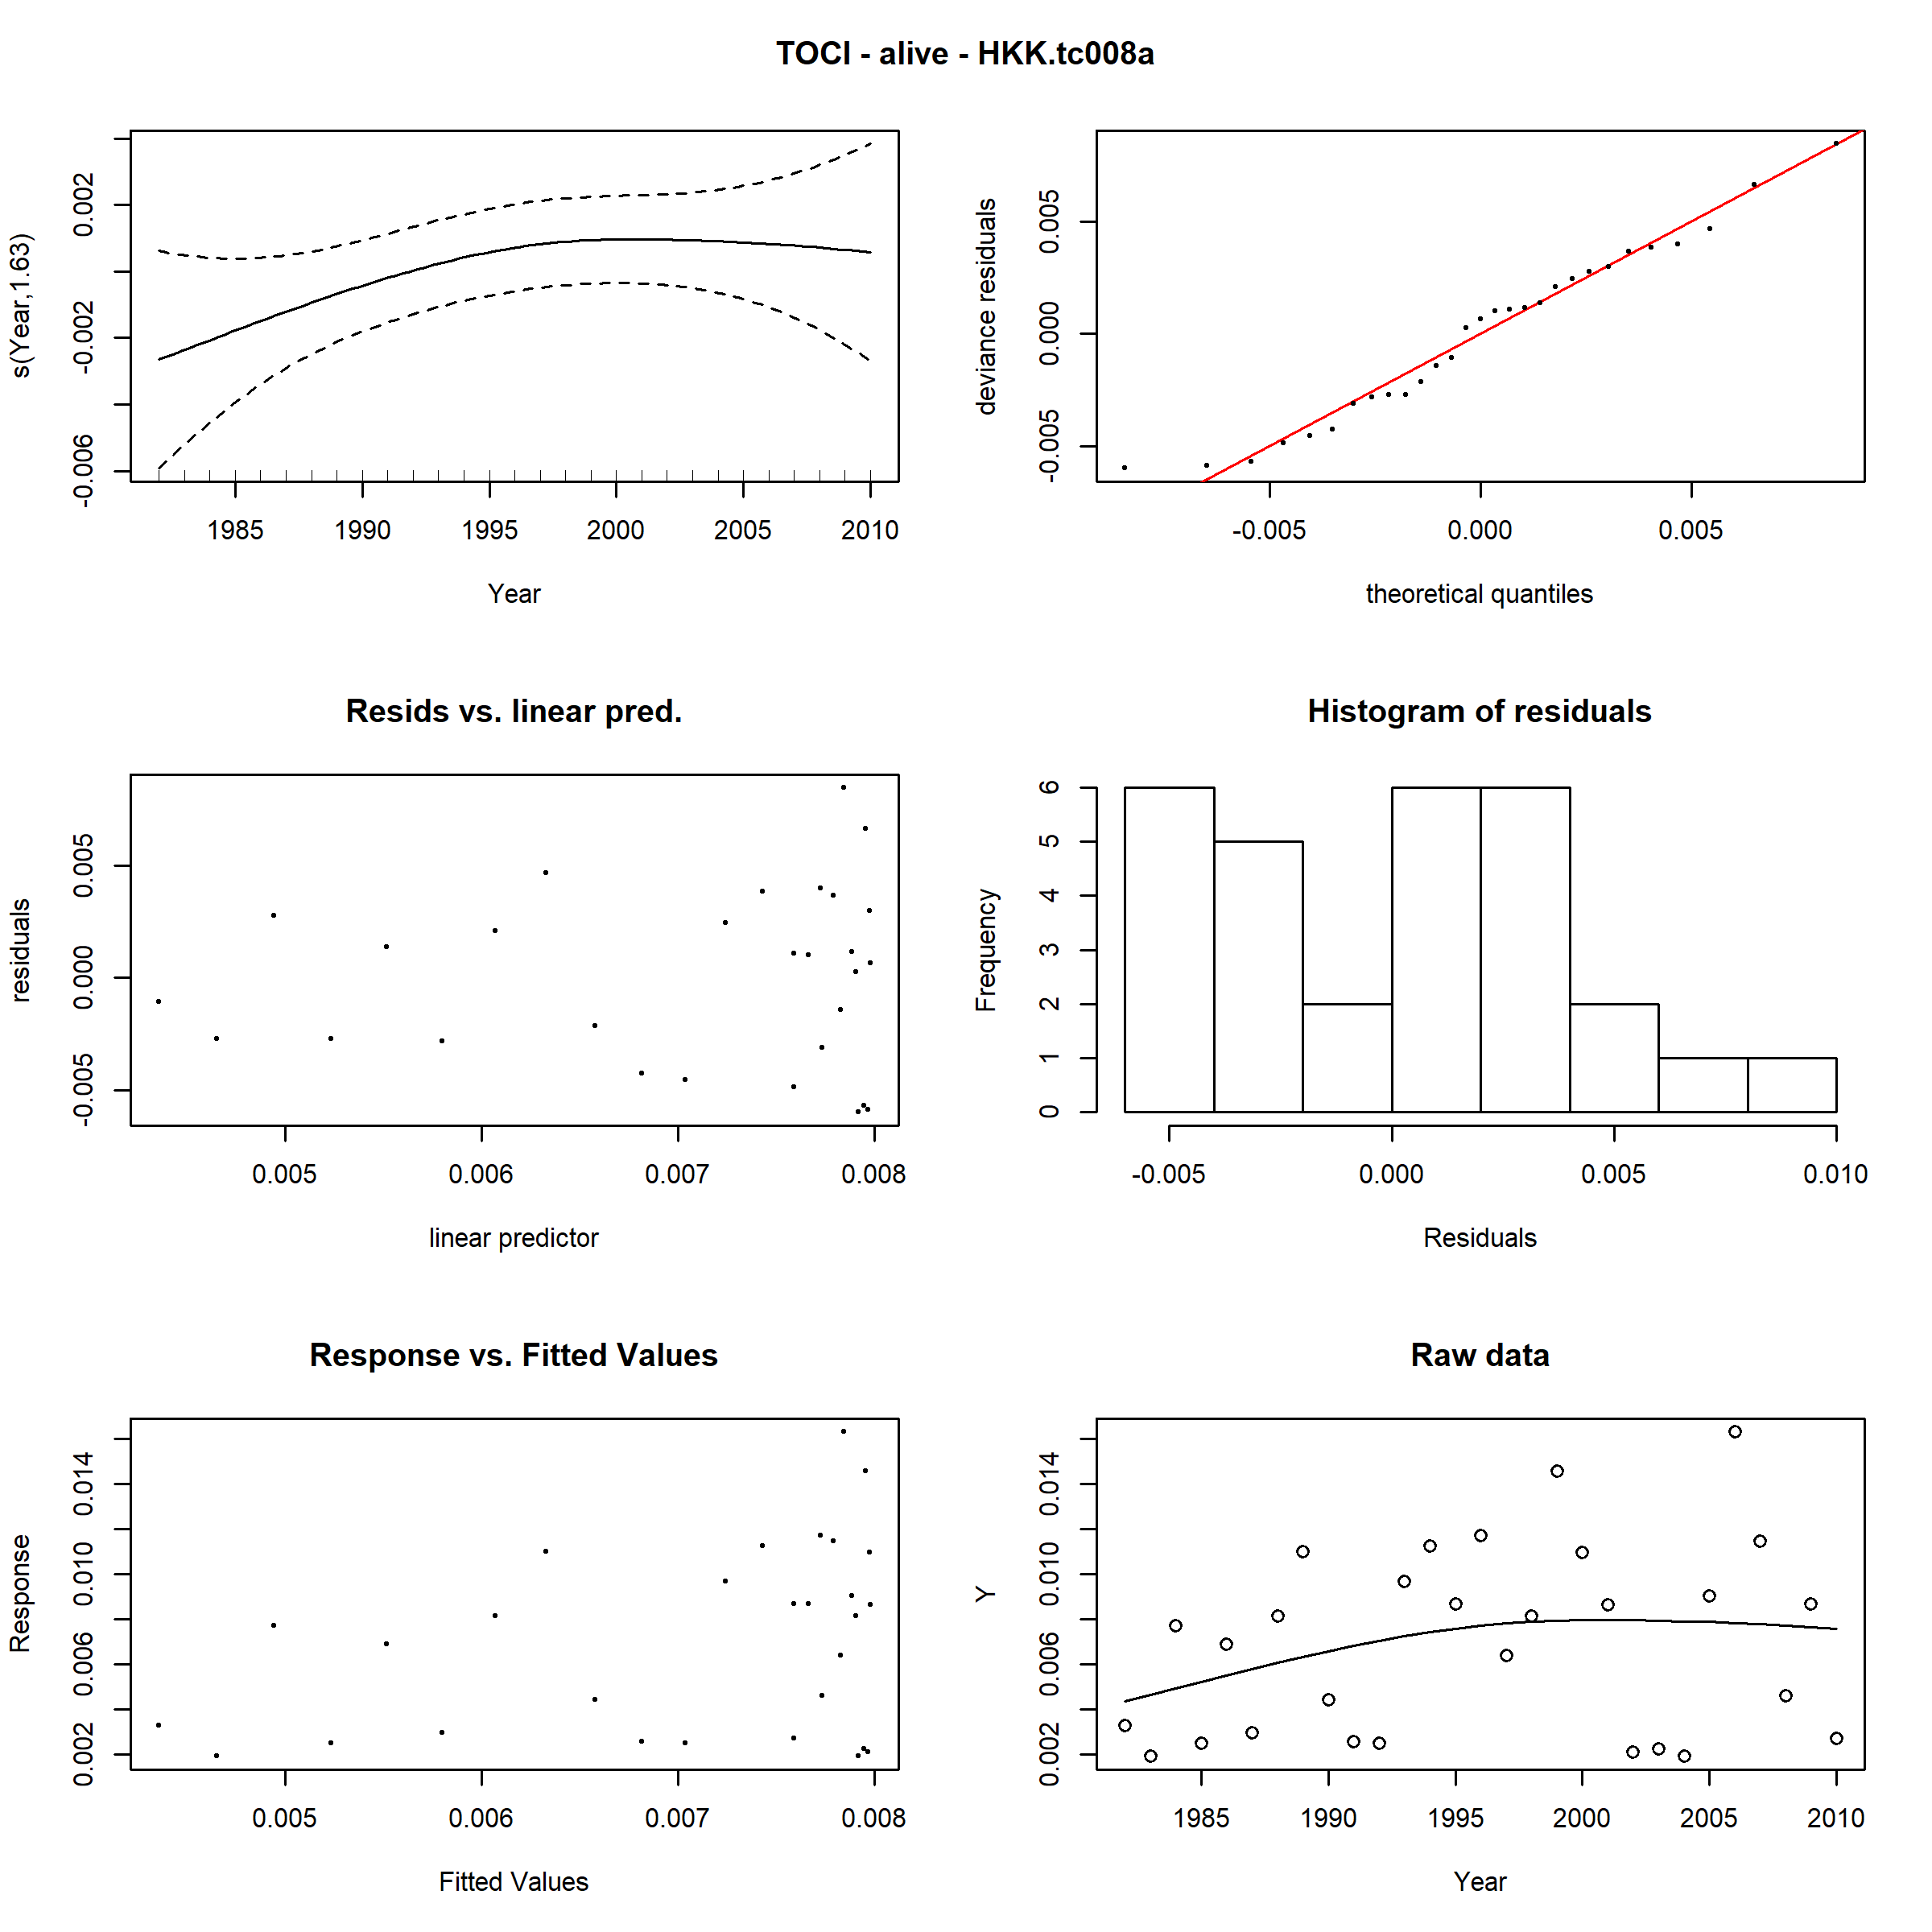 TOCI - alive - HKK.tc008a
s(Year,1.63)
-0.006
-0.002
0.002
1985 1990 1995 2000 2005 2010
Year
deviance residuals
-0.005
0.000
0.005
-0.005 0.000 0.005
theoretical quantiles
Resids vs. linear pred.
residuals
-0.005
0.000
0.005
0.005 0.006 0.007 0.008
linear predictor
Histogram of residuals
Frequency
0
1
2
3
4
5
6
-0.005 0.000 0.005 0.010
Residuals
Response vs. Fitted Values
Response
0.002
0.006
0.010
0.014
0.005 0.006 0.007 0.008
Fitted Values
Raw data
Y
0.002
0.006
0.010
0.014
1985 1990 1995 2000 2005 2010
Year